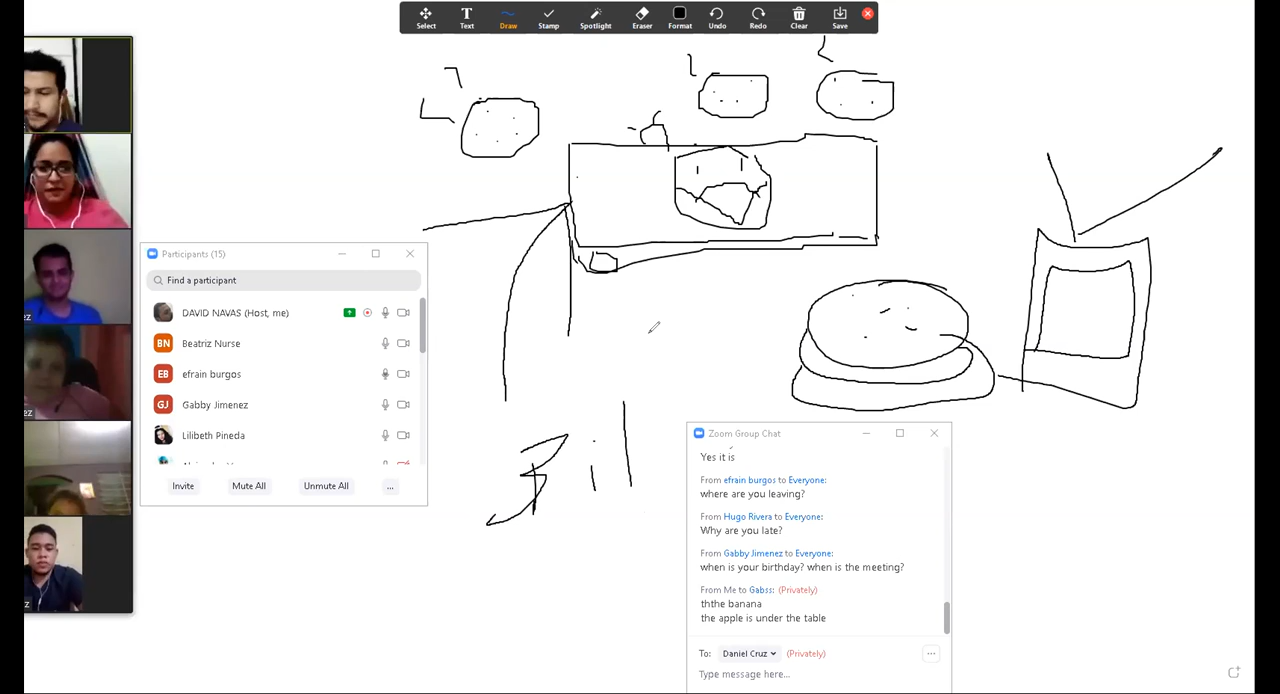 Select Text Draw Stamp Spotlight Eraser Format Undo Redo Clear Save
Participants (15)
Find a participant
DAVID NAVAS (Host, me)
BN Beatriz Nurse
EB efrain burgos
GJ Gabby Jimenez
Lilibeth Pineda
Invite Mute All Unmute All ...
Zoom Group Chat
Yes it is
From efrain burgos to Everyone:
where are you leaving?
From Hugo Rivera to Everyone:
Why are you late?
From Gabby Jimenez to Everyone:
when is your birthday? when is the meeting?
From Me to Gabss: (Privately)
ththe banana
the apple is under the table
To: Daniel Cruz (Privately)
Type message here...